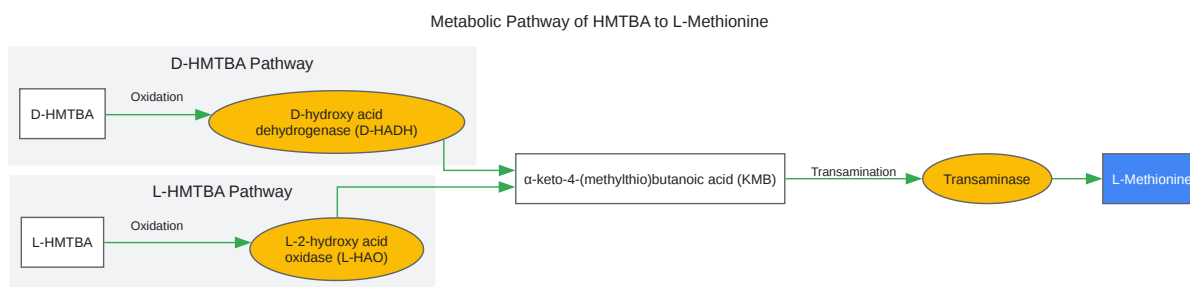 Metabolic Pathway of HMTBA to L-Methionine
D-HMTBA Pathway
D-HMTBA
Oxidation
D-hydroxy acid
dehydrogenase (D-HADH)
L-HMTBA Pathway
L-HMTBA
Oxidation
L-2-hydroxy acid
oxidase (L-HAO)
α-keto-4-(methylthio)butanoic acid (KMB)
Transamination
Transaminase
L-Methionine